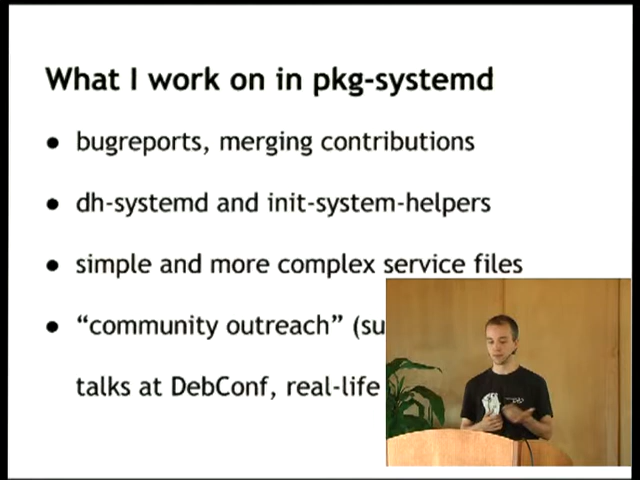 What I work on in pkg-systemd
● bugreports, merging contributions
● dh-systemd and init-system-helpers
● simple and more complex service files
● “community outreach” (su
talks at DebConf, real-life